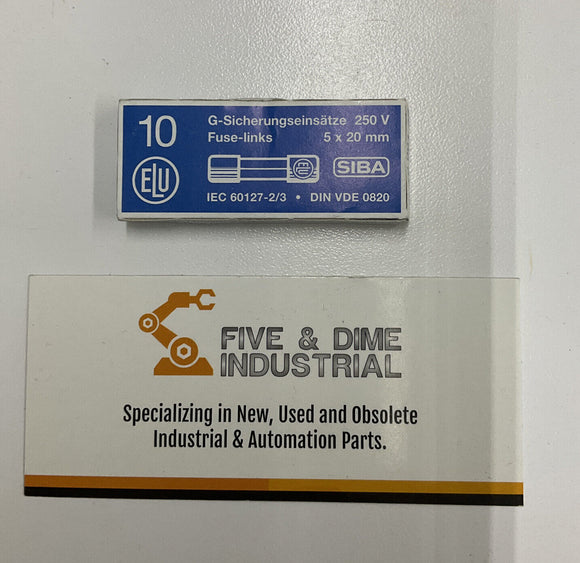 10
G-Sicherungseinsätze 250 V
Fuse-links 5 x 20 mm
ELU
SIBA
IEC 60127-2/3 • DIN VDE 0820
FIVE & DIME
INDUSTRIAL
Specializing in New, Used and Obsolete
Industrial & Automation Parts.